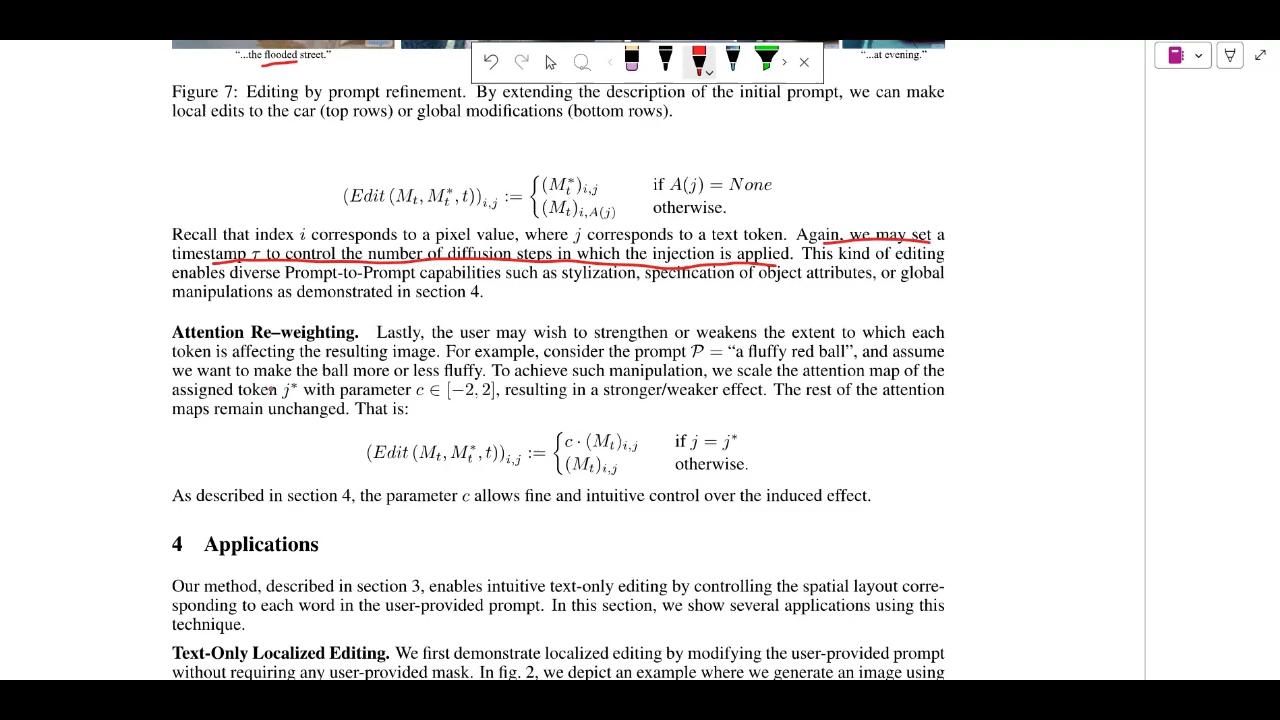 "...the flooded street."
"...at evening."
Figure 7: Editing by prompt refinement. By extending the description of the initial prompt, we can make
local edits to the car (top rows) or global modifications (bottom rows).
(Edit (M_t, M_t^*, t))_{i,j} := { (M_t^*)_{i,j} if A(j) = None
(M_t)_{i,A(j)} otherwise.
Recall that index i corresponds to a pixel value, where j corresponds to a text token. Again, we may set a
timestamp τ to control the number of diffusion steps in which the injection is applied. This kind of editing
enables diverse Prompt-to-Prompt capabilities such as stylization, specification of object attributes, or global
manipulations as demonstrated in section 4.
Attention Re–weighting. Lastly, the user may wish to strengthen or weakens the extent to which each
token is affecting the resulting image. For example, consider the prompt P = "a fluffy red ball", and assume
we want to make the ball more or less fluffy. To achieve such manipulation, we scale the attention map of the
assigned token j* with parameter c ∈ [−2, 2], resulting in a stronger/weaker effect. The rest of the attention
maps remain unchanged. That is:
(Edit (M_t, M_t^*, t))_{i,j} := { c · (M_t)_{i,j} if j = j*
(M_t)_{i,j} otherwise.
As described in section 4, the parameter c allows fine and intuitive control over the induced effect.
4 Applications
Our method, described in section 3, enables intuitive text-only editing by controlling the spatial layout corre-
sponding to each word in the user-provided prompt. In this section, we show several applications using this
technique.
Text-Only Localized Editing. We first demonstrate localized editing by modifying the user-provided prompt
without requiring any user-provided mask. In fig. 2, we depict an example where we generate an image using